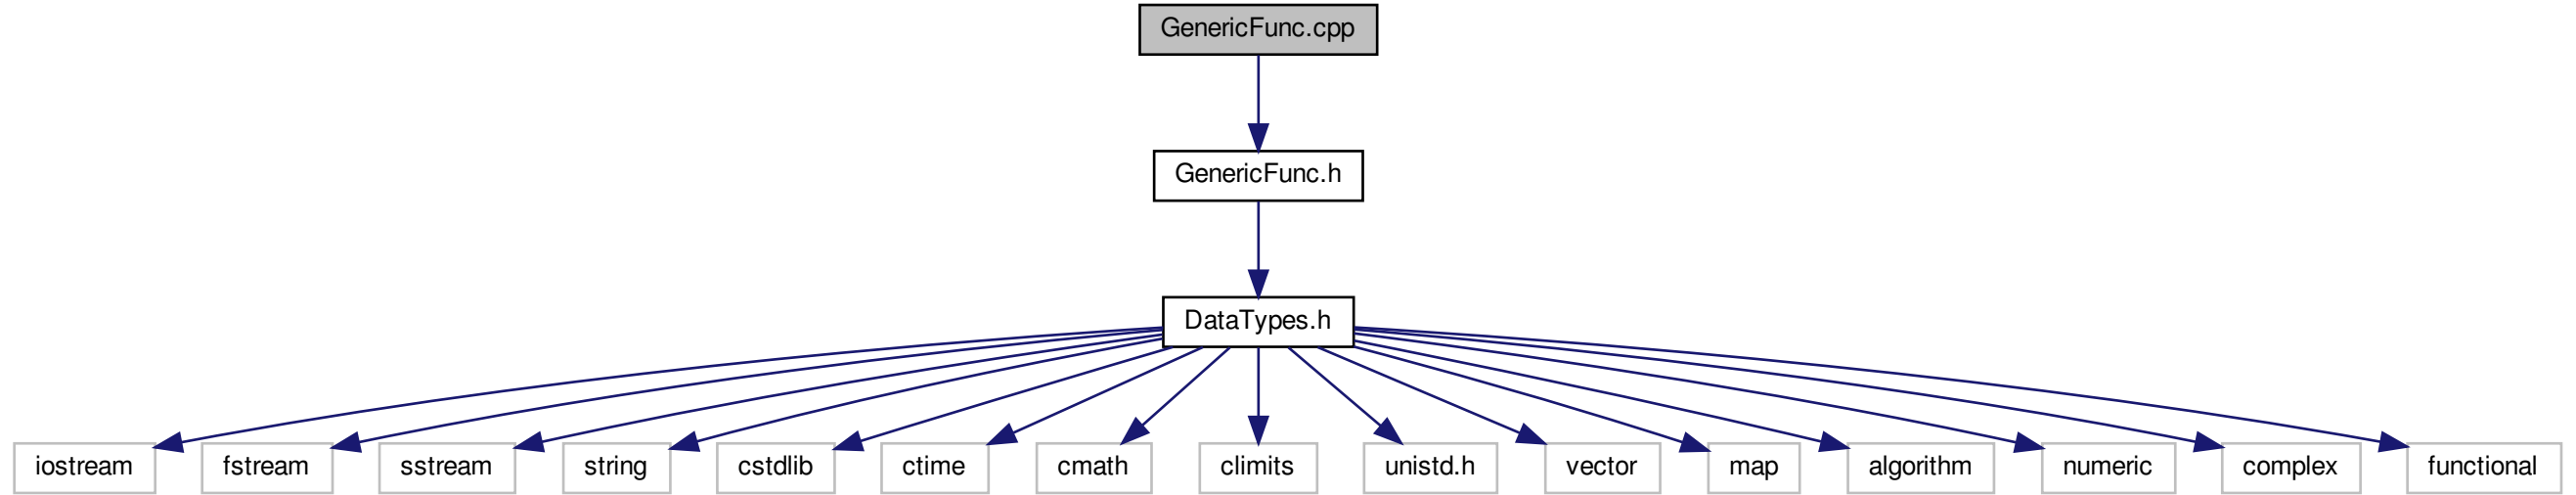 GenericFunc.cpp
GenericFunc.h
DataTypes.h
iostream
fstream
sstream
string
cstdlib
ctime
cmath
climits
unistd.h
vector
map
algorithm
numeric
complex
functional